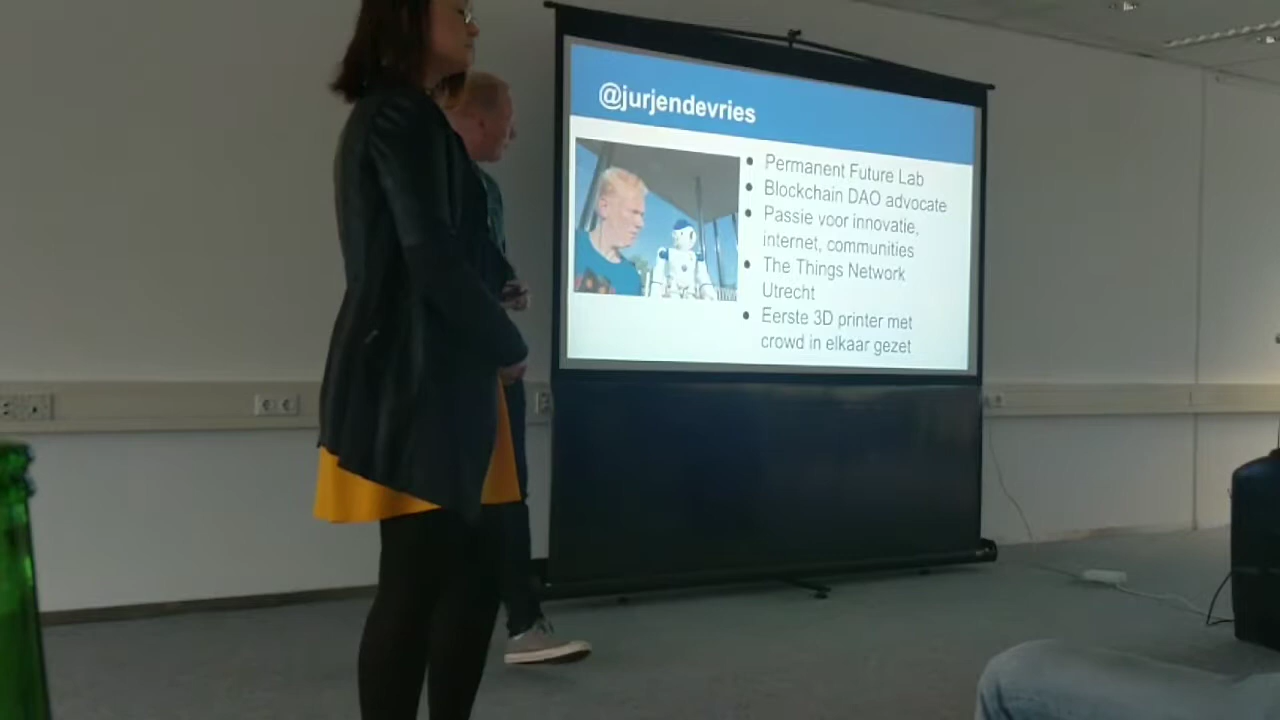 @jurjendevries
Permanent Future Lab
Blockchain DAO advocate
Passie voor innovatie,
internet, communities
The Things Network
Utrecht
Eerste 3D printer met
crowd in elkaar gezet